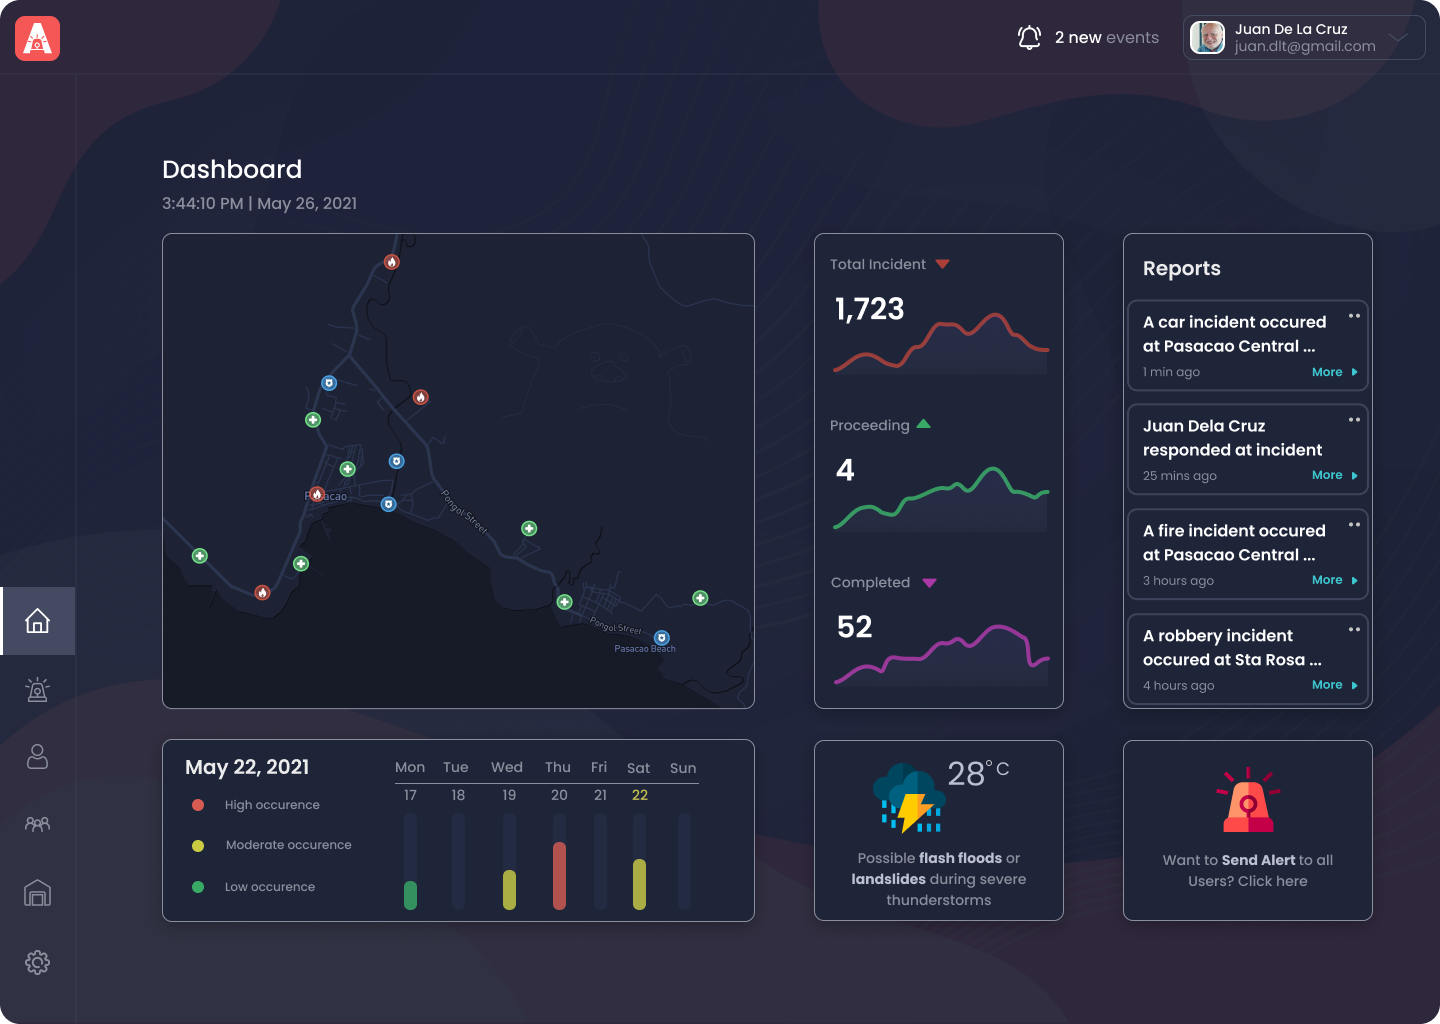 A
2 new events
Juan De La Cruz
juan.dlt@gmail.com
Dashboard
3:44:10 PM | May 26, 2021
Pasacao
Pongol Street
Pongol Street
Pasacao Beach
Total Incident
1,723
Proceeding
4
Completed
52
Reports
A car incident occured
at Pasacao Central ...
1 min ago
More
Juan Dela Cruz
responded at incident
25 mins ago
More
A fire incident occured
at Pasacao Central ...
3 hours ago
More
A robbery incident
occured at Sta Rosa ...
4 hours ago
More
May 22, 2021
High occurence
Moderate occurence
Low occurence
Mon Tue Wed Thu Fri Sat Sun
17 18 19 20 21 22
28° C
Possible flash floods or
landslides during severe
thunderstorms
Want to Send Alert to all
Users? Click here